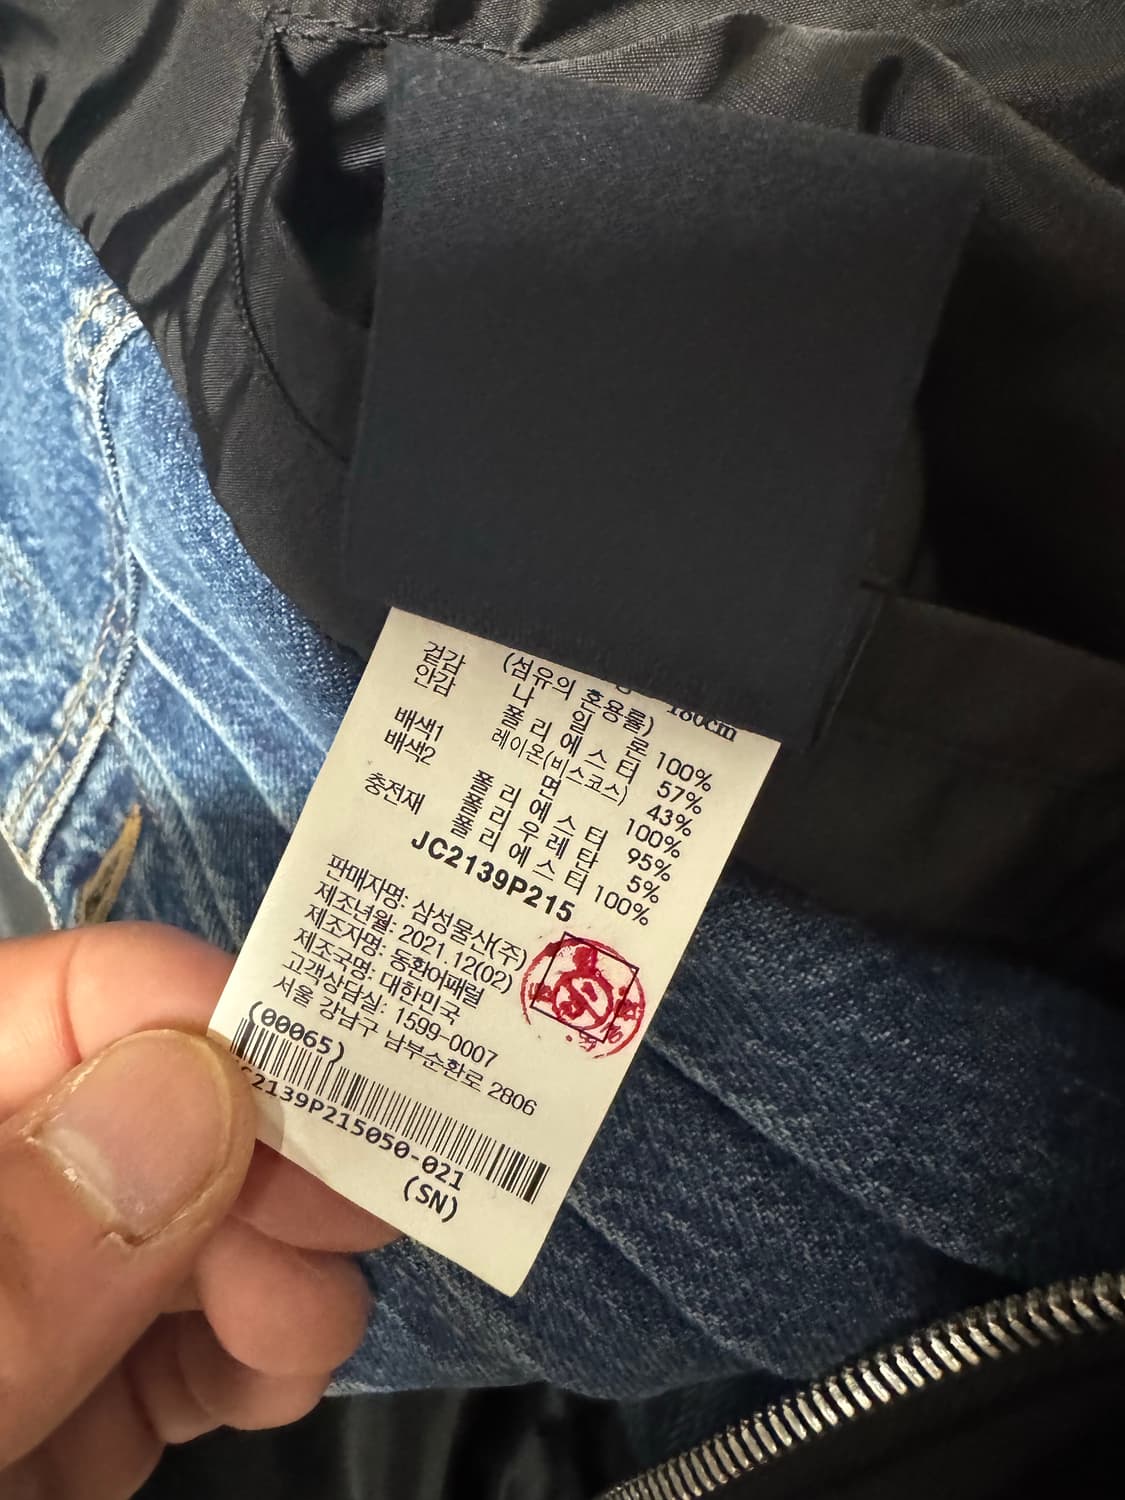 180cm
(섬유의 혼용률)
겉감 나 일 론 100%
안감 폴 리 에 스 터 57%
레이온(비스코스) 43%
배색1 면 100%
배색2 폴 리 에 스 터 95%
폴 리 우 레 탄 5%
충전재 폴 리 에 스 터 100%
JC2139P215
판매자명: 삼성물산(주)
제조년월: 2021.12(02)
제조자명: 동환어패럴
제조국명: 대한민국
고객상담실: 1599-0007
서울 강남구 남부순환로 2806
(00065)
C2139P215050-021
(SN)